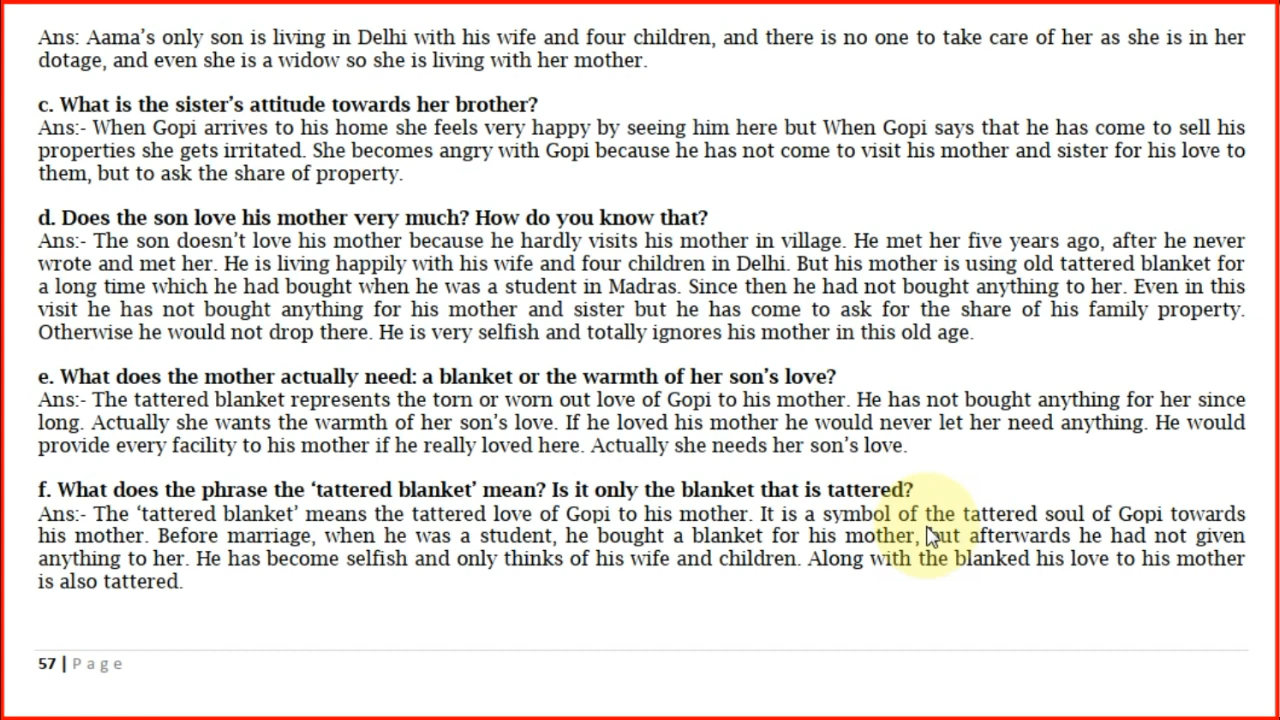 Ans: Aama’s only son is living in Delhi with his wife and four children, and there is no one to take care of her as she is in her
dotage, and even she is a widow so she is living with her mother.
c. What is the sister’s attitude towards her brother?
Ans:- When Gopi arrives to his home she feels very happy by seeing him here but When Gopi says that he has come to sell his
properties she gets irritated. She becomes angry with Gopi because he has not come to visit his mother and sister for his love to
them, but to ask the share of property.
d. Does the son love his mother very much? How do you know that?
Ans:- The son doesn’t love his mother because he hardly visits his mother in village. He met her five years ago, after he never
wrote and met her. He is living happily with his wife and four children in Delhi. But his mother is using old tattered blanket for
a long time which he had bought when he was a student in Madras. Since then he had not bought anything to her. Even in this
visit he has not bought anything for his mother and sister but he has come to ask for the share of his family property.
Otherwise he would not drop there. He is very selfish and totally ignores his mother in this old age.
e. What does the mother actually need: a blanket or the warmth of her son’s love?
Ans:- The tattered blanket represents the torn or worn out love of Gopi to his mother. He has not bought anything for her since
long. Actually she wants the warmth of her son’s love. If he loved his mother he would never let her need anything. He would
provide every facility to his mother if he really loved here. Actually she needs her son’s love.
f. What does the phrase the ‘tattered blanket’ mean? Is it only the blanket that is tattered?
Ans:- The ‘tattered blanket’ means the tattered love of Gopi to his mother. It is a symbol of the tattered soul of Gopi towards
his mother. Before marriage, when he was a student, he bought a blanket for his mother, but afterwards he had not given
anything to her. He has become selfish and only thinks of his wife and children. Along with the blanked his love to his mother
is also tattered.
57 | Page